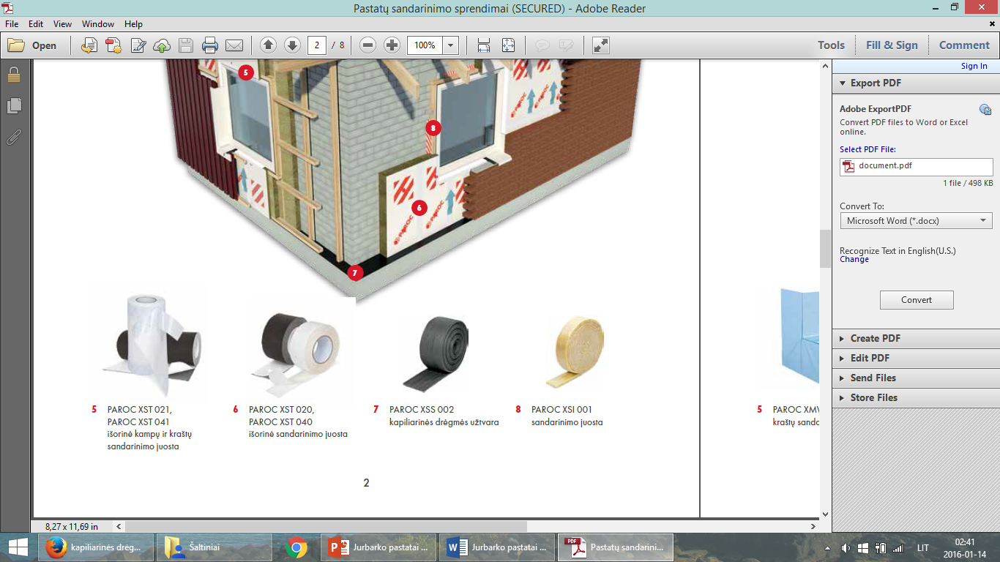 Pastatų sandarinimo sprendimai (SECURED) - Adobe Reader
File Edit View Window Help
Open 2 / 8 100% Tools Fill & Sign Comment
Sign In
Export PDF
Adobe ExportPDF
Convert PDF files to Word or Excel
online.
Select PDF File:
document.pdf
1 file / 498 KB
Convert To:
Microsoft Word (*.docx)
Recognize Text in English(U.S.)
Change
Convert
Create PDF
Edit PDF
Send Files
Store Files
5
8
6
7
PAROC
PAROC
PAROC
PAROC
5 PAROC XST 021,
PAROC XST 041
išorinė kampų ir kraštų
sandarinimo juosta
6 PAROC XST 020,
PAROC XST 040
išorinė sandarinimo juosta
7 PAROC XSS 002
kapiliarinės drėgmės užtvara
8 PAROC XSI 001
sandarinimo juosta
5 PAROC XMV
kraštų sanda
2
8,27 x 11,69 in
kapiliarinės drėg...
Šaltiniai
Jurbarko pastatai ...
Jurbarko pastatai ...
Pastatų sandarini...
LIT
02:41
2016-01-14